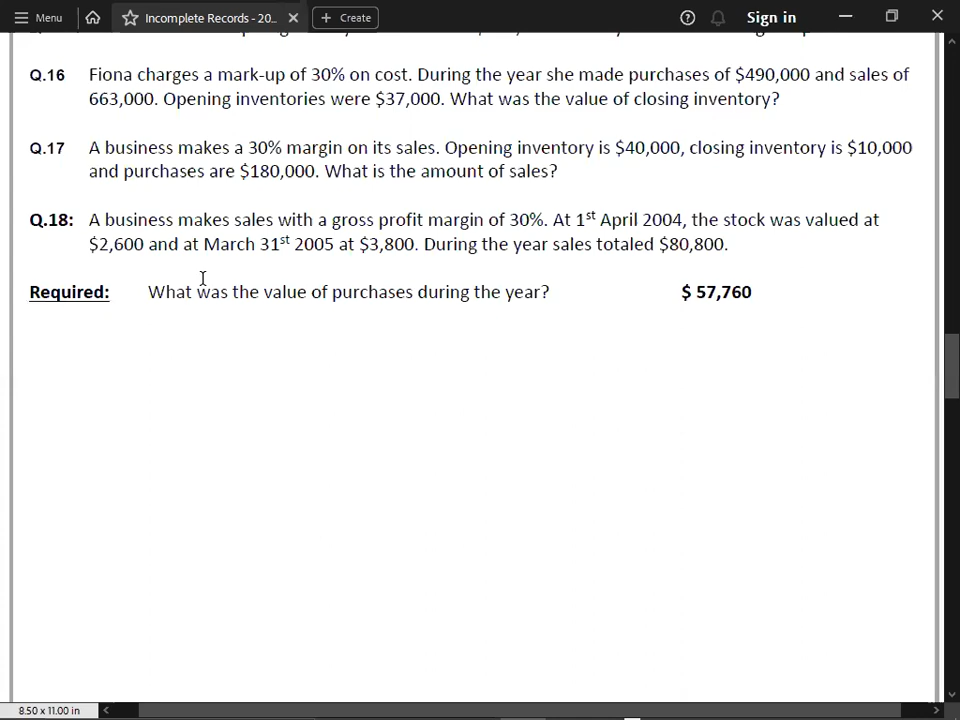 Menu
Incomplete Records - 20...
Create
Sign in
Q.16 Fiona charges a mark-up of 30% on cost. During the year she made purchases of $490,000 and sales of
663,000. Opening inventories were $37,000. What was the value of closing inventory?
Q.17 A business makes a 30% margin on its sales. Opening inventory is $40,000, closing inventory is $10,000
and purchases are $180,000. What is the amount of sales?
Q.18: A business makes sales with a gross profit margin of 30%. At 1st April 2004, the stock was valued at
$2,600 and at March 31st 2005 at $3,800. During the year sales totaled $80,800.
Required: What was the value of purchases during the year? $ 57,760
8.50 x 11.00 in